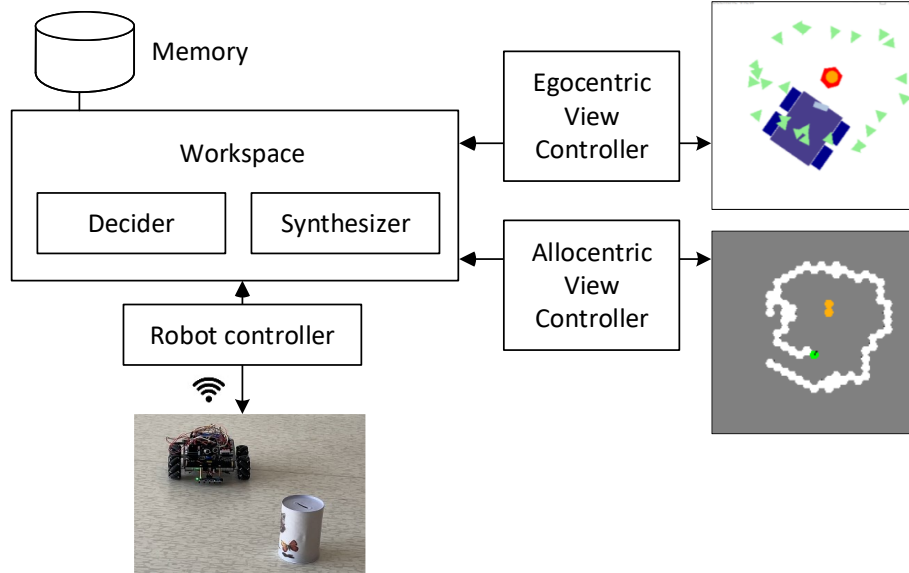 Memory
Workspace
Decider
Synthesizer
Egocentric
View
Controller
Allocentric
View
Controller
Robot controller